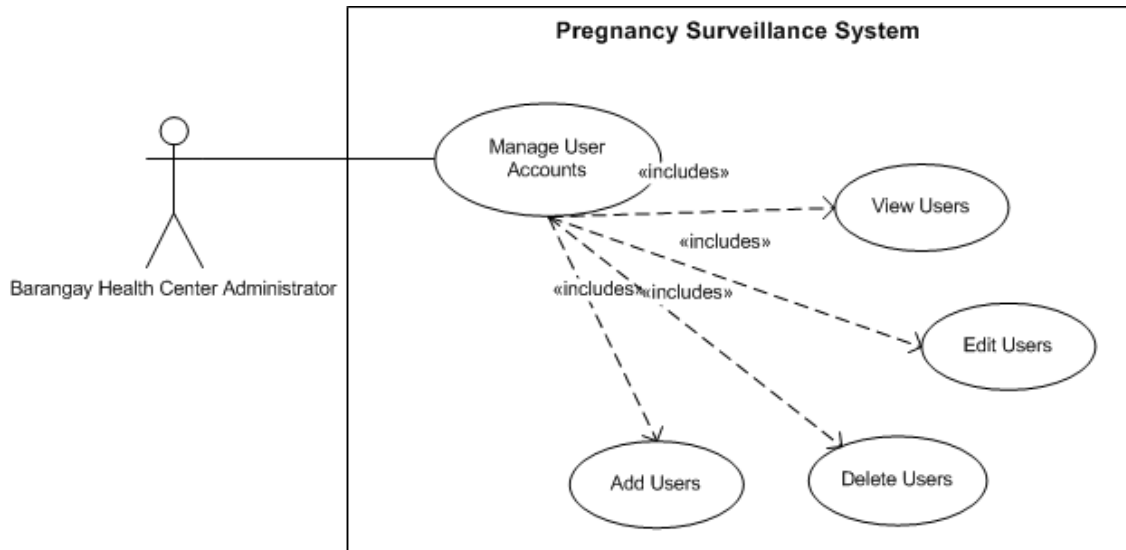 Pregnancy Surveillance System
Manage User
Accounts
«includes»
View Users
«includes»
Barangay Health Center Administrator
«includes»
«includes»
Edit Users
Add Users
Delete Users